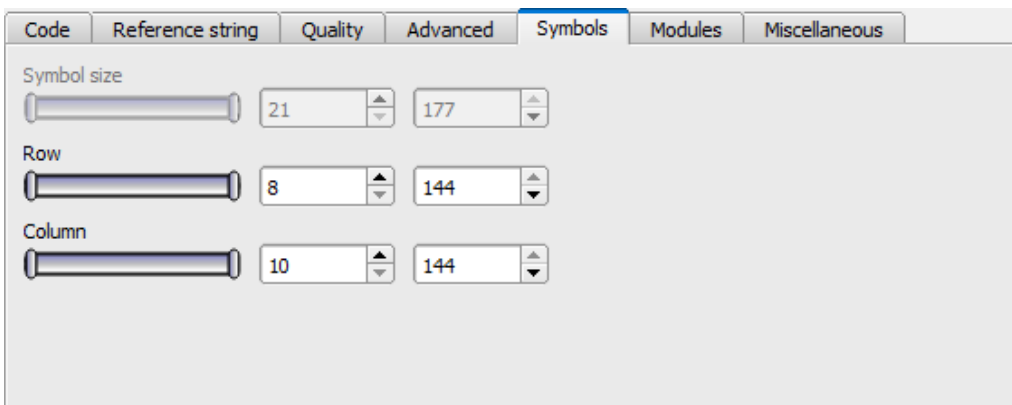 Code Reference string Quality Advanced Symbols Modules Miscellaneous
Symbol size
21 177
Row
8 144
Column
10 144